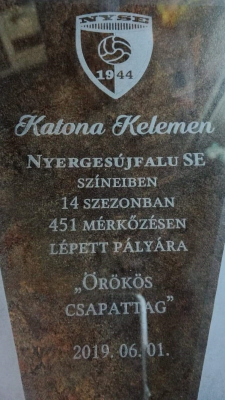 NYSE
1944
Katona Kelemen
NYERGESÚJFALU SE
SZÍNEIBEN
14 SZEZONBAN
451 MÉRKŐZÉSEN
LÉPETT PÁLYÁRA
„ÖRÖKÖS
CSAPATTAG”
2019. 06. 01.